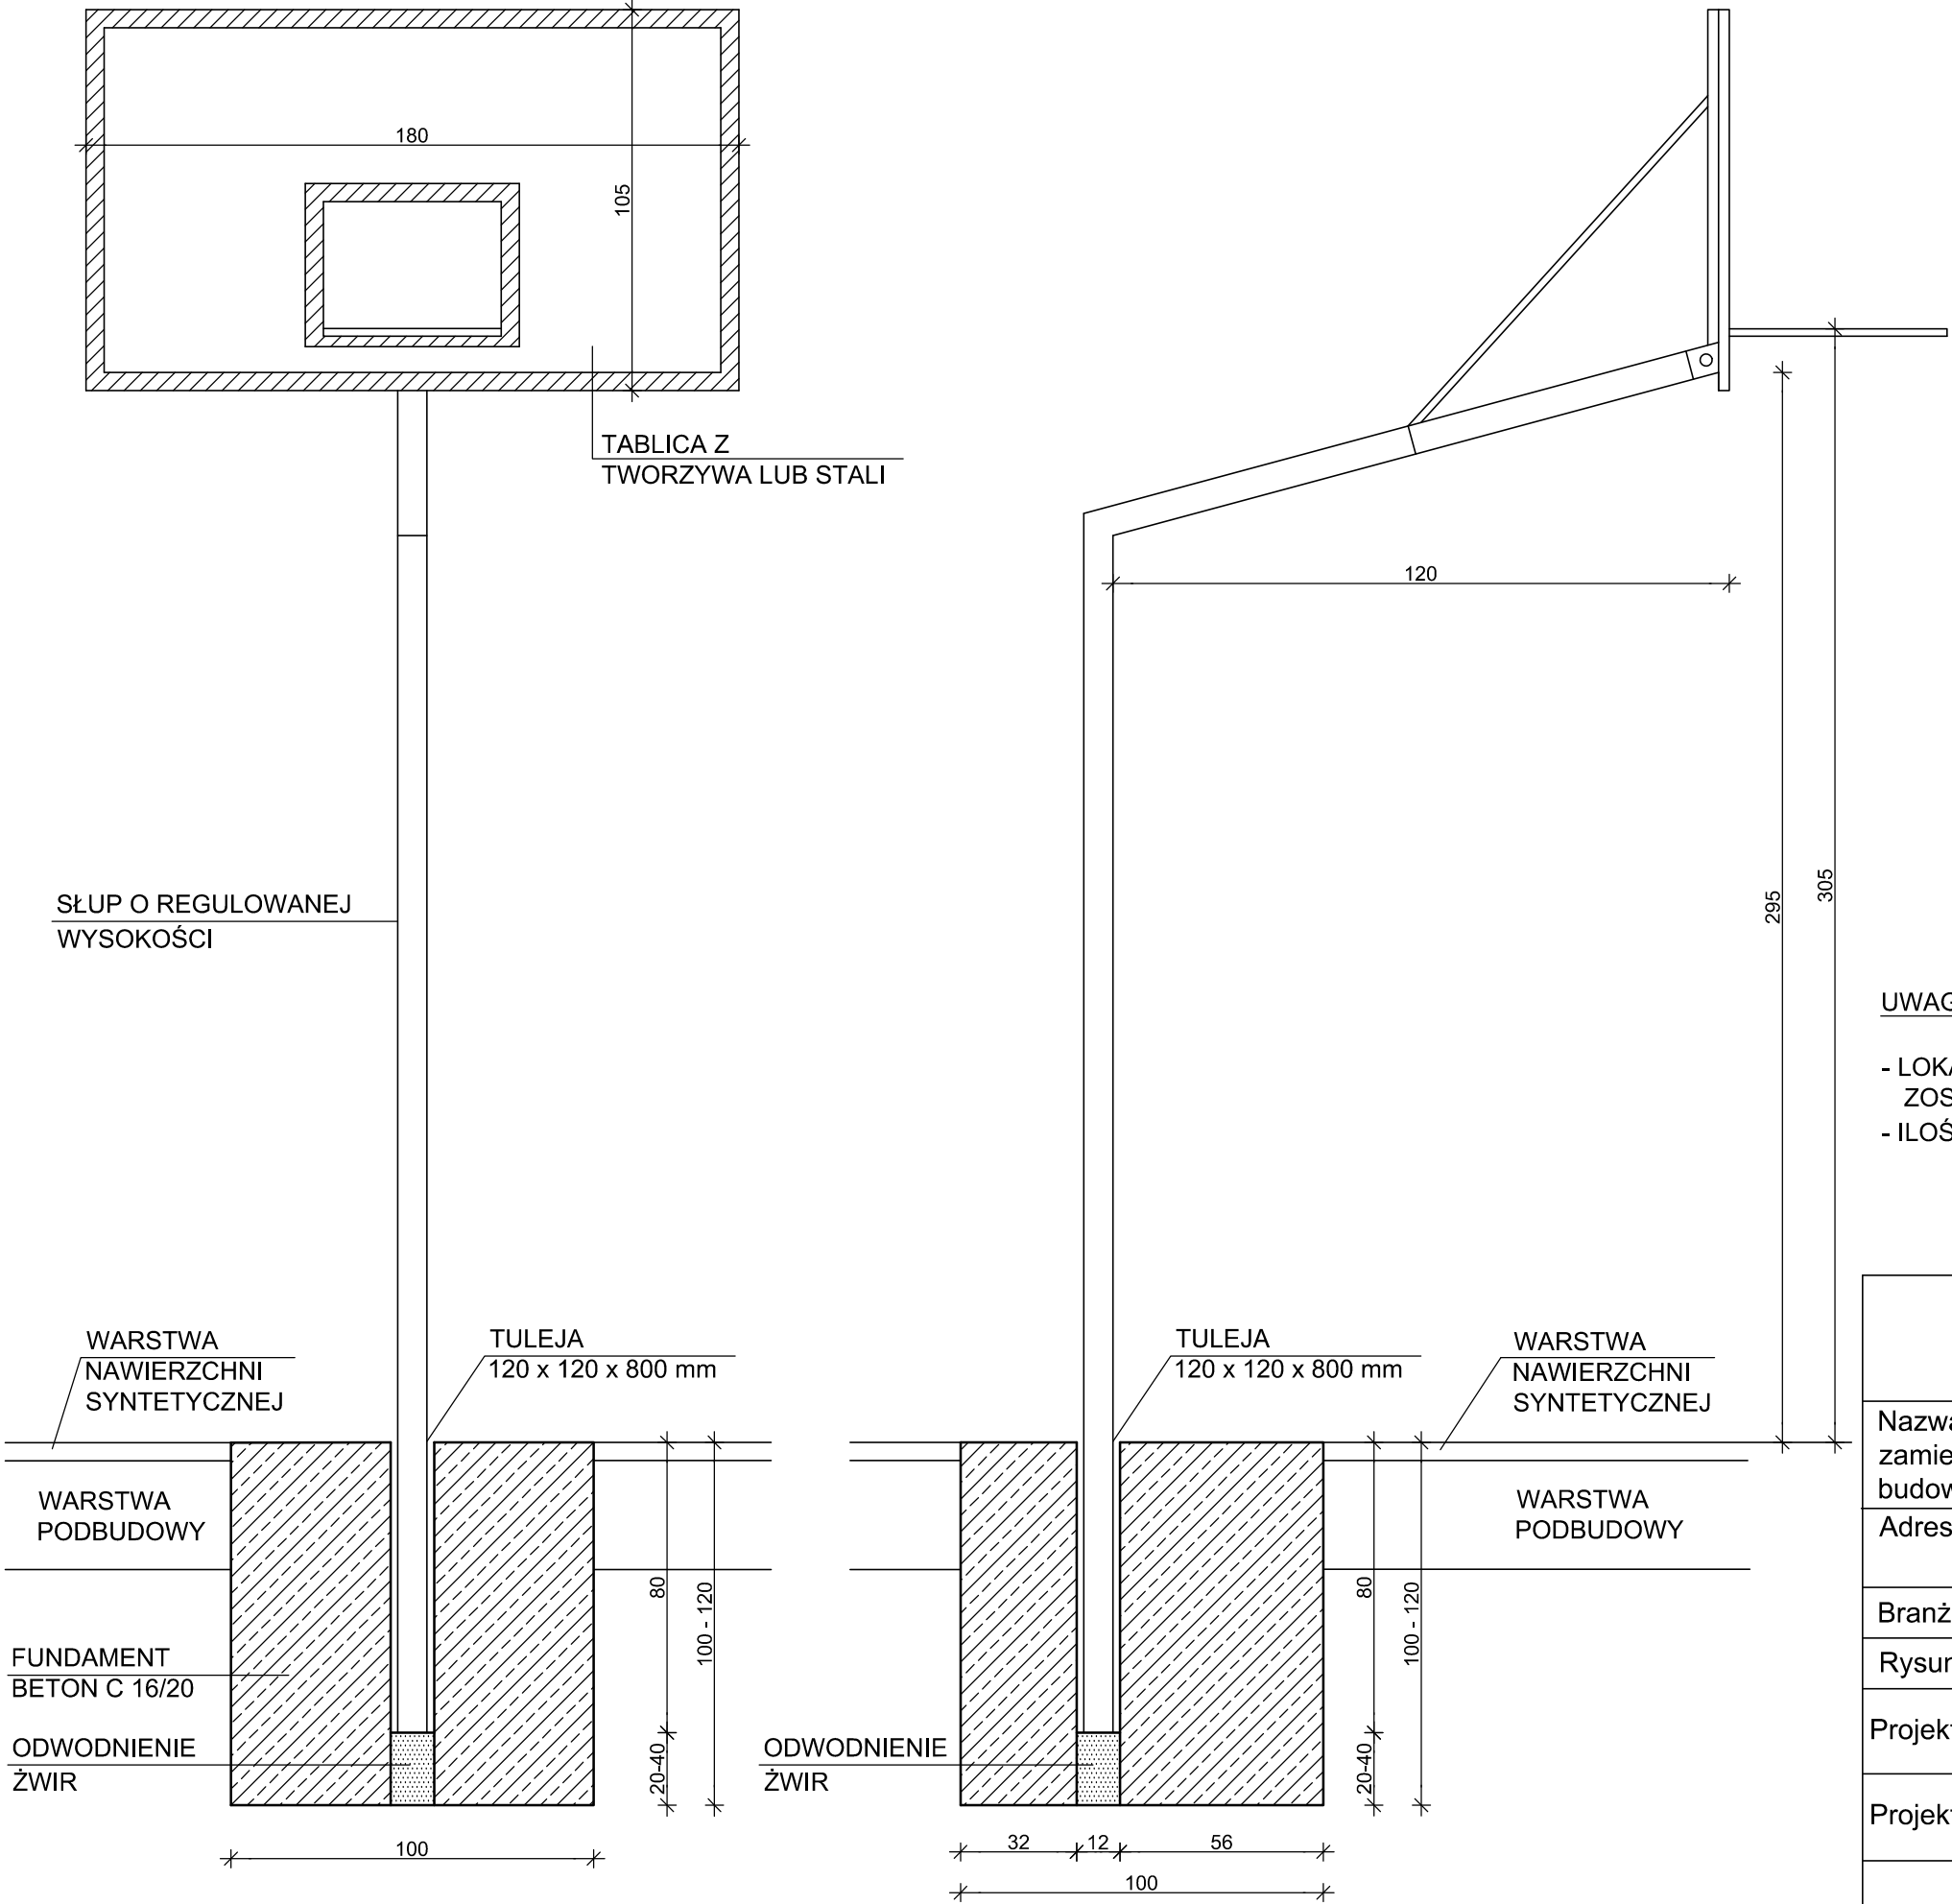 180
105
TABLICA Z
TWORZYWA LUB STALI
120
SŁUP O REGULOWANEJ
WYSOKOŚCI
295
305
- 
TULEJA
120 x 120 x 800 mm
WARSTWA
NAWIERZCHNI
SYNTETYCZNEJ
WARSTWA
PODBUDOWY
FUNDAMENT
BETON C 16/20
ODWODNIENIE
ŻWIR
80
20-40
100 - 120
100
TULEJA
120 x 120 x 800 mm
WARSTWA
NAWIERZCHNI
SYNTETYCZNEJ
WARSTWA
PODBUDOWY
ODWODNIENIE
ŻWIR
80
20-40
100 - 120
32 12 56
100
Adres